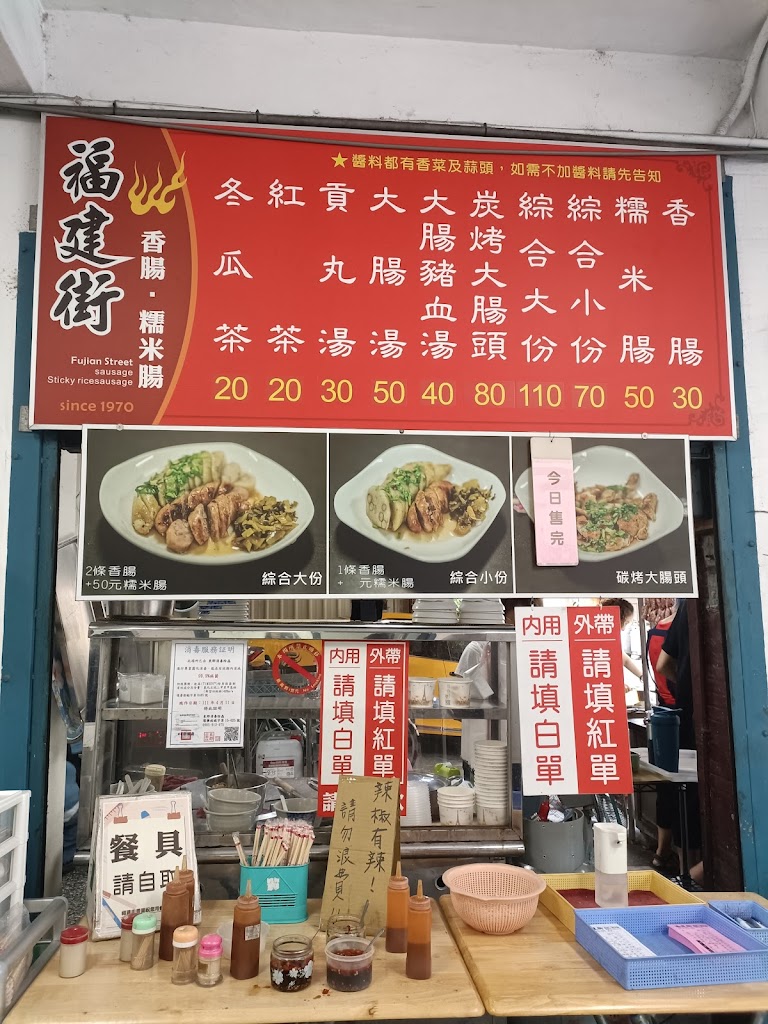 ★醬料都有香菜及蒜頭，如需不加醬料請先告知
福建街
香腸・糯米腸
Fujian Street
sausage
Sticky ricesausage
since 1970
香腸 30
糯米腸 50
綜合小份 70
綜合大份 110
炭烤大腸頭 80
大腸豬血湯 40
大腸湯 50
貢丸湯 30
紅茶 20
冬瓜茶 20
2條香腸
+50元糯米腸
綜合大份
1條香腸
+ 元糯米腸
綜合小份
今日售完
碳烤大腸頭
消毒服務証明
內用
請填白單
外帶
請填紅單
內用
請填白單
外帶
請填紅單
餐具
請自取
辣椒有辣！
請勿浪費!!!